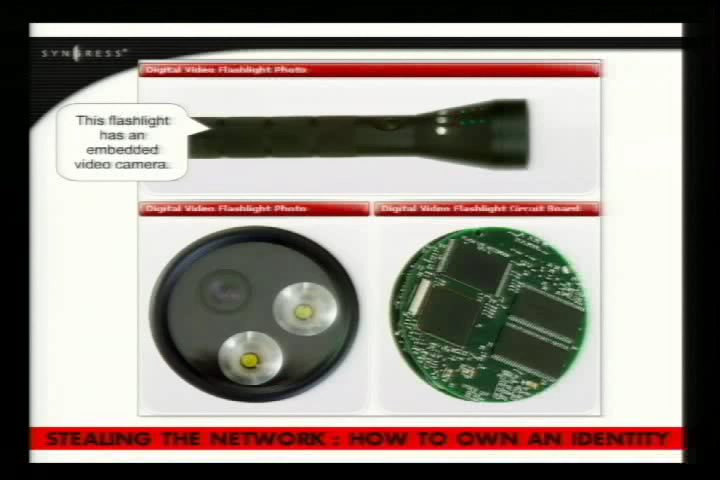 SYNGRESS
Digital Video Flashlight Photo
This flashlight
has an
embedded
video camera.
Digital Video Flashlight Photo
Digital Video Flashlight Circuit Board
STEALING THE NETWORK : HOW TO OWN AN IDENTITY